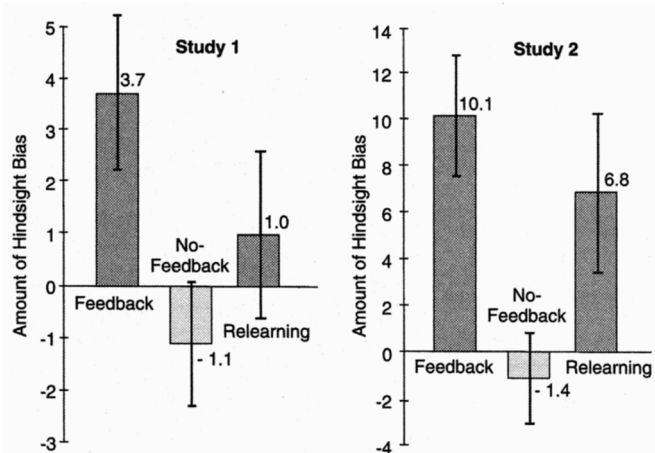 Study 1
Amount of Hindsight Bias
5
4
3
2
1
0
-1
-2
-3
3.7
No-
Feedback
1.0
Feedback
Relearning
- 1.1
Study 2
Amount of Hindsight Bias
14
12
10
8
6
4
2
0
-2
-4
10.1
6.8
No-
Feedback
Feedback
Relearning
- 1.4